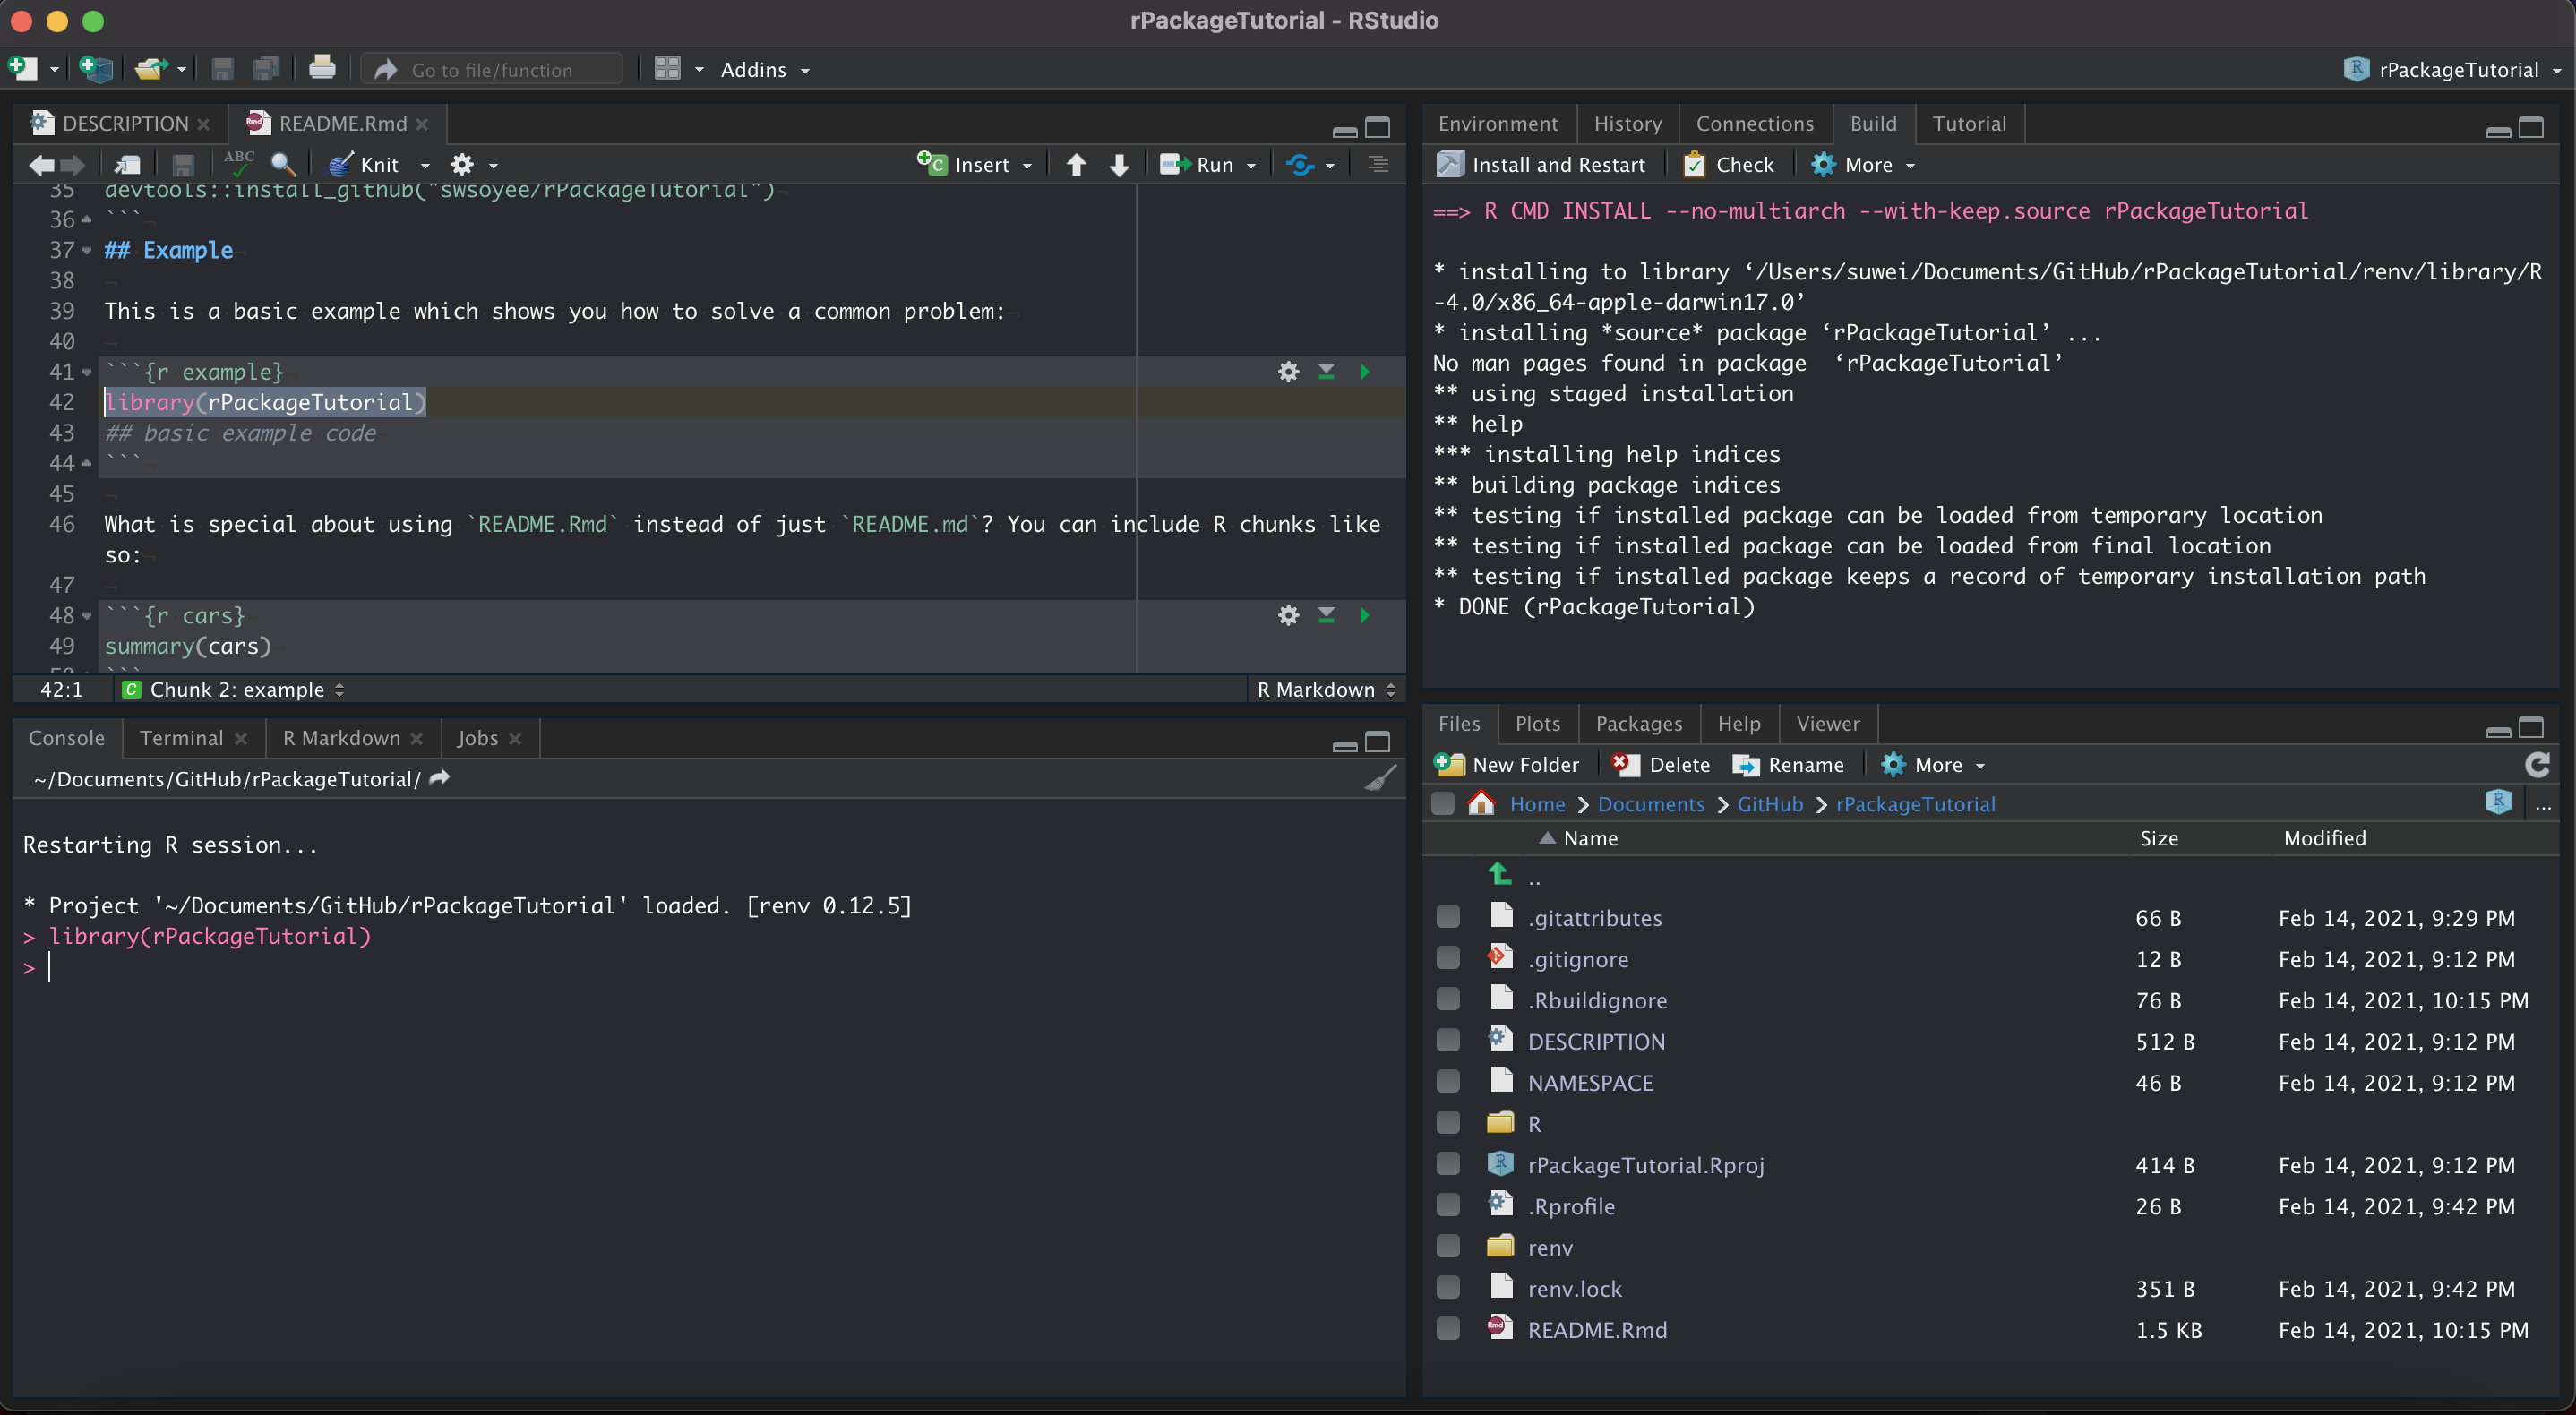 rPackageTutorial - RStudio
Go to file/function
Addins
rPackageTutorial
DESCRIPTION
README.Rmd
ABC
Knit
Insert
Run
35 devtools::install_github("swsoyee/rPackageTutorial")
36 ```
37 ## Example
38
39 This is a basic example which shows you how to solve a common problem:
40
41 ```{r example}
42 library(rPackageTutorial)
43 ## basic example code
44 ```
45
46 What is special about using `README.Rmd` instead of just `README.md`? You can include R chunks like
so:
47
48 ```{r cars}
49 summary(cars)
50 ```
42:1
C Chunk 2: example
R Markdown
Console
Terminal
R Markdown
Jobs
~/Documents/GitHub/rPackageTutorial/
Restarting R session...
* Project '~/Documents/GitHub/rPackageTutorial' loaded. [renv 0.12.5]
> library(rPackageTutorial)
>
Environment
History
Connections
Build
Tutorial
Install and Restart
Check
More
==> R CMD INSTALL --no-multiarch --with-keep.source rPackageTutorial
* installing to library ‘/Users/suwei/Documents/GitHub/rPackageTutorial/renv/library/R
-4.0/x86_64-apple-darwin17.0’
* installing *source* package ‘rPackageTutorial’ ...
No man pages found in package  ‘rPackageTutorial’
** using staged installation
** help
*** installing help indices
** building package indices
** testing if installed package can be loaded from temporary location
** testing if installed package can be loaded from final location
** testing if installed package keeps a record of temporary installation path
* DONE (rPackageTutorial)
Files
Plots
Packages
Help
Viewer
New Folder
Delete
Rename
More
Home
Documents
GitHub
rPackageTutorial
...
Name Size Modified
..
.gitattributes 66 B Feb 14, 2021, 9:29 PM
.gitignore 12 B Feb 14, 2021, 9:12 PM
.Rbuildignore 76 B Feb 14, 2021, 10:15 PM
DESCRIPTION 512 B Feb 14, 2021, 9:12 PM
NAMESPACE 46 B Feb 14, 2021, 9:12 PM
R
rPackageTutorial.Rproj 414 B Feb 14, 2021, 9:12 PM
.Rprofile 26 B Feb 14, 2021, 9:42 PM
renv
renv.lock 351 B Feb 14, 2021, 9:42 PM
README.Rmd 1.5 KB Feb 14, 2021, 10:15 PM